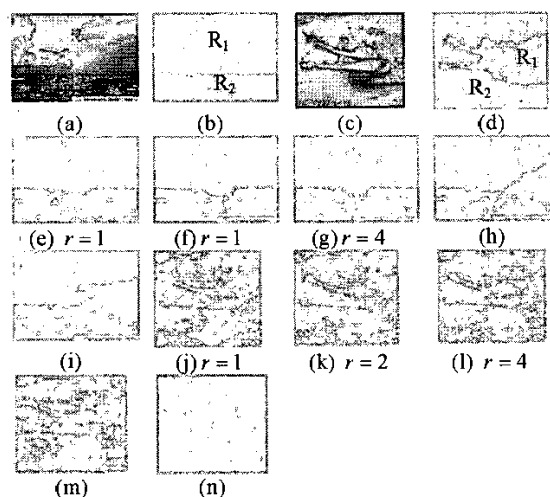 R1 R1
R2 R2
(a) (b) (c) (d)
(e) r = 1 (f) r = 1 (g) r = 4 (h)
(i) (j) r = 1 (k) r = 2 (l) r = 4
(m) (n)